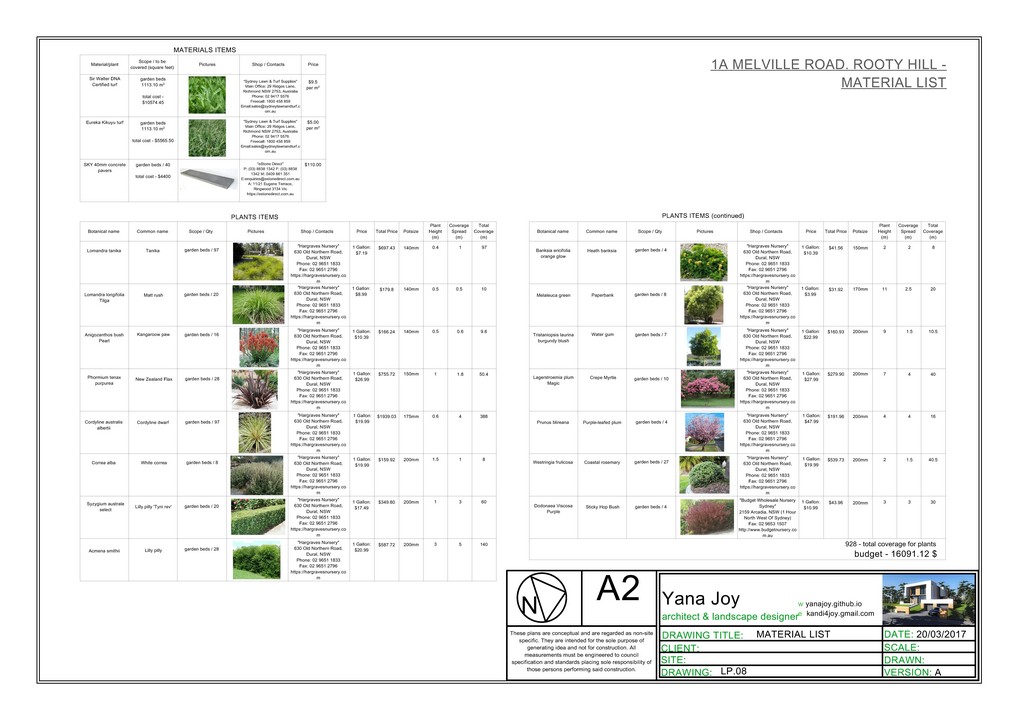 1A MELVILLE ROAD. ROOTY HILL -
MATERIAL LIST
MATERIALS ITEMS
Material/plant Scope / to be covered (square feet) Pictures Shop / Contacts Price
Sir Walter DNA Certified turf
garden beds
1113.10 m²
total cost - $10574.45
"Sydney Lawn & Turf Supplies"
Main Office: 29 Ridges Lane,
Richmond NSW 2753, Australia
Phone: 02 9417 5576
Freecall: 1800 456 859
$9.5
per m²
Eureka Kikuyu turf
garden beds
1113.10 m²
total cost - $5565.50
"Sydney Lawn & Turf Supplies"
Main Office: 29 Ridges Lane,
Richmond NSW 2753, Australia
Phone: 02 9417 5576
Freecall: 1800 456 859
$5.00
per m²
SKY 40mm concrete pavers
garden beds / 40
total cost - $4400
"eStone Direct"
A: 11/21 Eugene Terrace,
Ringwood 3134 Vic
https://estonedirect.com.au
$110.00
PLANTS ITEMS
Botanical name Common name Scope / Qty. Pictures Shop / Contacts Price Total Price Potsize Plant Height (m) Coverage Spread (m) Total Coverage (m)
Lomandra tanika Tanika garden beds / 97 "Hargraves Nursery" 630 Old Northern Road, Dural, NSW Phone: 02 9651 1833 Fax: 02 9651 2796 https://hargravesnursery.com 1 Gallon: $7.19 $697.43 140mm 0.4 1 97
Lomandra longifolia Tilga Matt rush garden beds / 20 "Hargraves Nursery" 630 Old Northern Road, Dural, NSW Phone: 02 9651 1833 Fax: 02 9651 2796 https://hargravesnursery.com 1 Gallon: $8.99 $179.8 140mm 0.5 0.5 10
Anigozanthos bush Pearl Kangaroow paw garden beds / 16 "Hargraves Nursery" 630 Old Northern Road, Dural, NSW Phone: 02 9651 1833 Fax: 02 9651 2796 https://hargravesnursery.com 1 Gallon: $10.39 $166.24 140mm 0.5 0.6 9.6
Phormium tenax purpurea New Zealand Flax garden beds / 28 "Hargraves Nursery" 630 Old Northern Road, Dural, NSW Phone: 02 9651 1833 Fax: 02 9651 2796 https://hargravesnursery.com 1 Gallon: $26.99 $755.72 150mm 1 1.8 50.4
Cordyline australis albertii Cordyline dwarf garden beds / 97 "Hargraves Nursery" 630 Old Northern Road, Dural, NSW Phone: 02 9651 1833 Fax: 02 9651 2796 https://hargravesnursery.com 1 Gallon: $19.99 $1939.03 175mm 0.6 4 388
Correa alba White correa garden beds / 8 "Hargraves Nursery" 630 Old Northern Road, Dural, NSW Phone: 02 9651 1833 Fax: 02 9651 2796 https://hargravesnursery.com 1 Gallon: $19.99 $159.92 200mm 1.5 1 8
Syzygium australe select Lilly pilly 'Tyni rev' garden beds / 20 "Hargraves Nursery" 630 Old Northern Road, Dural, NSW Phone: 02 9651 1833 Fax: 02 9651 2796 https://hargravesnursery.com 1 Gallon: $17.49 $349.80 200mm 1 3 60
Acmena smithii Lilly pilly garden beds / 28 "Hargraves Nursery" 630 Old Northern Road, Dural, NSW Phone: 02 9651 1833 Fax: 02 9651 2796 https://hargravesnursery.com 1 Gallon: $20.99 $587.72 200mm 3 5 140
PLANTS ITEMS (continued)
Botanical name Common name Scope / Qty. Pictures Shop / Contacts Price Total Price Potsize Plant Height (m) Coverage Spread (m) Total Coverage (m)
Banksia ericifolia orange glow Heath banksia garden beds / 4 "Hargraves Nursery" 630 Old Northern Road, Dural, NSW Phone: 02 9651 1833 Fax: 02 9651 2796 https://hargravesnursery.com 1 Gallon: $10.39 $41.56 150mm 2 2 8
Melaleuca green Paperbank garden beds / 8 "Hargraves Nursery" 630 Old Northern Road, Dural, NSW Phone: 02 9651 1833 Fax: 02 9651 2796 https://hargravesnursery.com 1 Gallon: $3.99 $31.92 170mm 11 2.5 20
Tristaniopsis laurina burgundy blush Water gum garden beds / 7 "Hargraves Nursery" 630 Old Northern Road, Dural, NSW Phone: 02 9651 1833 Fax: 02 9651 2796 https://hargravesnursery.com 1 Gallon: $22.99 $160.93 200mm 9 1.5 10.5
Lagerstroemia plum Magic Crepe Myrtle garden beds / 10 "Hargraves Nursery" 630 Old Northern Road, Dural, NSW Phone: 02 9651 1833 Fax: 02 9651 2796 https://hargravesnursery.com 1 Gallon: $27.99 $279.90 200mm 7 4 40
Prunus blireana Purple-leafed plum garden beds / 4 "Hargraves Nursery" 630 Old Northern Road, Dural, NSW Phone: 02 9651 1833 Fax: 02 9651 2796 https://hargravesnursery.com 1 Gallon: $47.99 $191.96 200mm 4 4 16
Westringia fruticosa Coastal rosemary garden beds / 27 "Hargraves Nursery" 630 Old Northern Road, Dural, NSW Phone: 02 9651 1833 Fax: 02 9651 2796 https://hargravesnursery.com 1 Gallon: $19.99 $539.73 200mm 2 1.5 40.5
Dodonaea Viscosa Purple Sticky Hop Bush garden beds / 4 "Budget Wholesale Nursery Sydney" 2159 Arcadia, NSW (1 Hour North West Of Sydney) Fax: 02 9653 1507 http://www.budgetnursery.com.au 1 Gallon: $10.99 $43.96 200mm 3 3 30
928 - total coverage for plants
budget - 16091.12 $
N
A2
Yana Joy
architect & landscape designer
W yanajoy.github.io
kandi4joy@gmail.com
These plans are conceptual and are regarded as non-site
specific. They are intended for the sole purpose of
generating idea and not for construction. All
measurements must be engineered to council
specification and standards placing sole responsibility of
those persons performing said construction.
DRAWING TITLE: MATERIAL LIST
DATE: 20/03/2017
CLIENT:
SCALE:
SITE:
DRAWN:
DRAWING: LP.08
VERSION: A